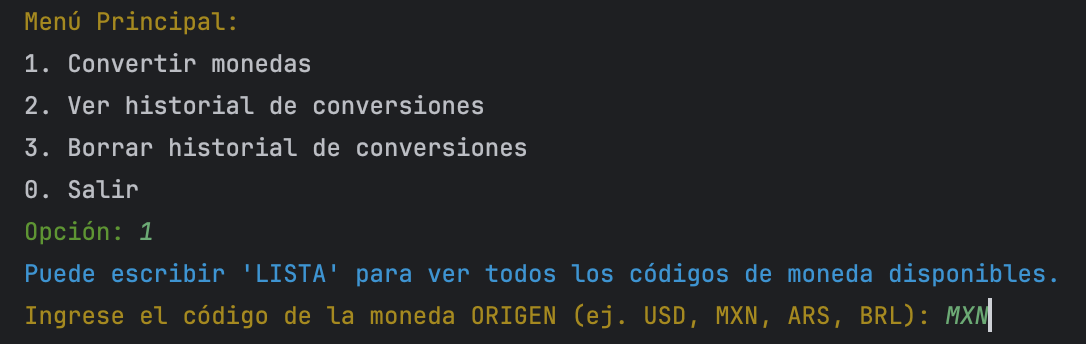 Menú Principal:
1. Convertir monedas
2. Ver historial de conversiones
3. Borrar historial de conversiones
0. Salir
Opción: 1
Puede escribir 'LISTA' para ver todos los códigos de moneda disponibles.
Ingrese el código de la moneda ORIGEN (ej. USD, MXN, ARS, BRL): MXN